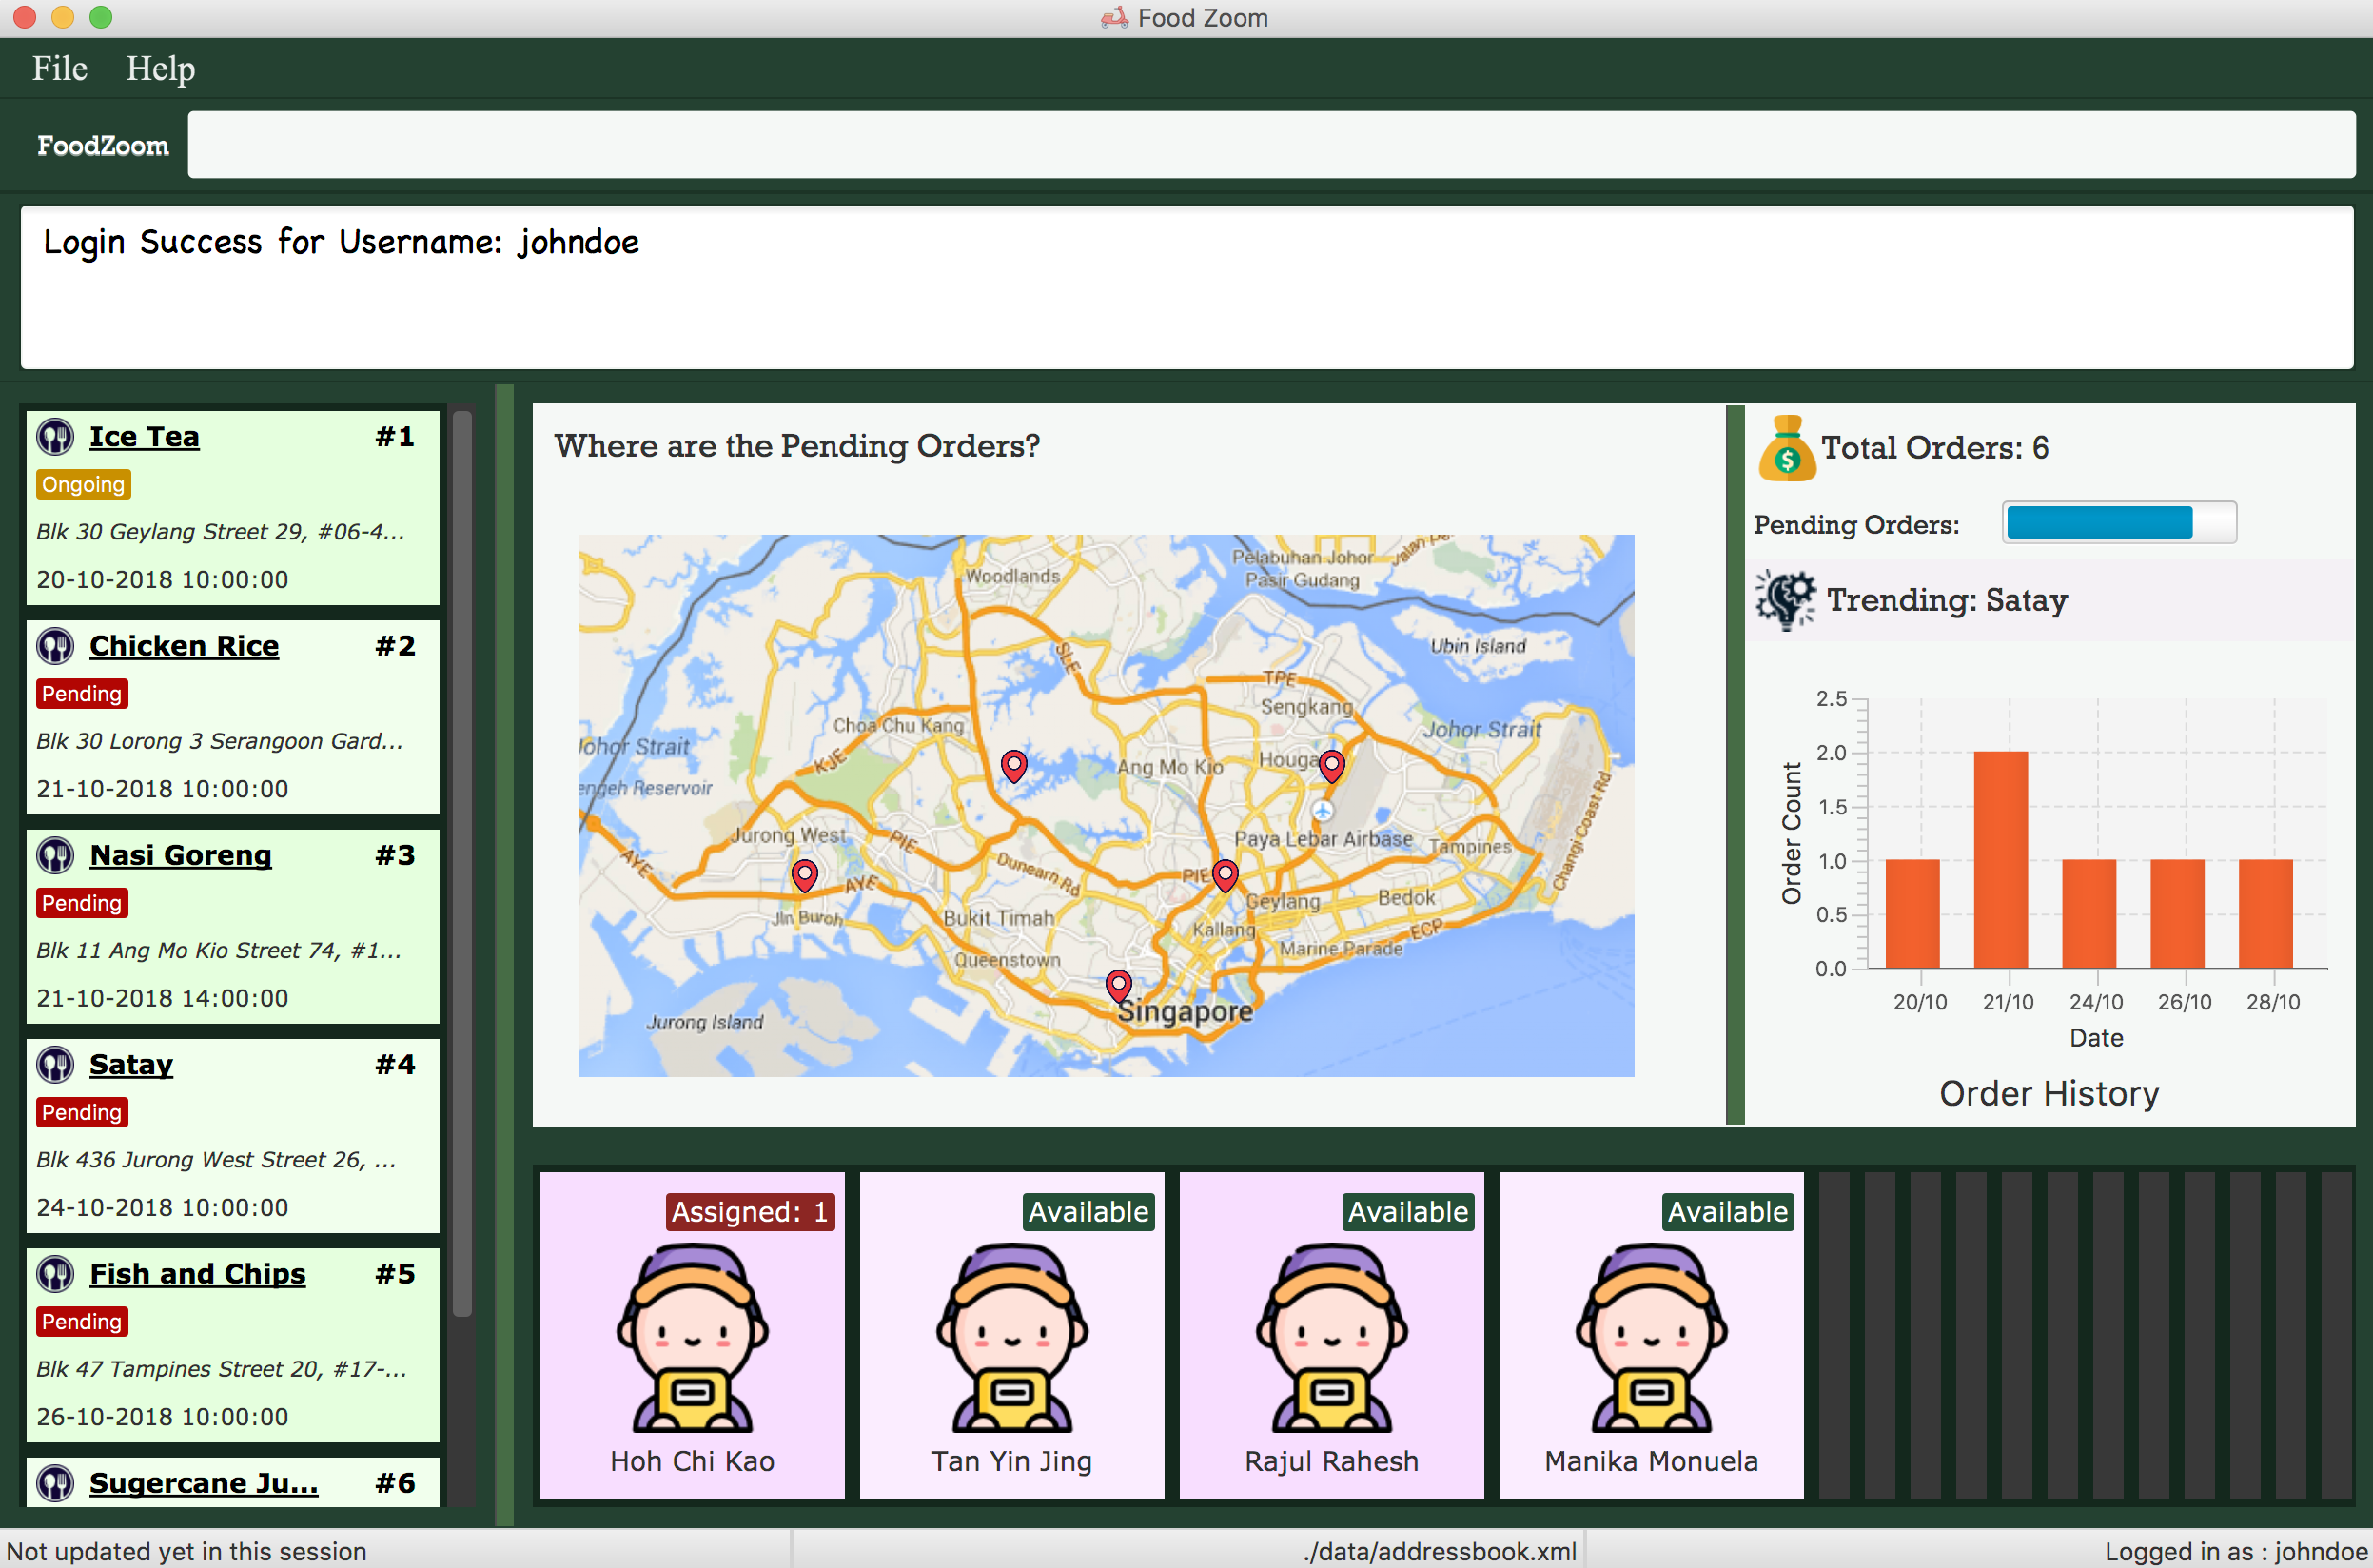 Food Zoom
File Help
FoodZoom
Login Success for Username: johndoe
Ice Tea #1
Ongoing
Blk 30 Geylang Street 29, #06-4...
20-10-2018 10:00:00
Chicken Rice #2
Pending
Blk 30 Lorong 3 Serangoon Gard...
21-10-2018 10:00:00
Nasi Goreng #3
Pending
Blk 11 Ang Mo Kio Street 74, #1...
21-10-2018 14:00:00
Satay #4
Pending
Blk 436 Jurong West Street 26, ...
24-10-2018 10:00:00
Fish and Chips #5
Pending
Blk 47 Tampines Street 20, #17-...
26-10-2018 10:00:00
Sugercane Ju... #6
Where are the Pending Orders?
Woodlands
Pelabuhan Johor
Pasir Gudang
Jalan
Ubin Island
SLE
TPE
Sengkang
Choa Chu Kang
Johor Strait
Johor Strait
KJE
engeh Reservoir
Ang Mo Kio
Houga
Changi Coast Rd
Jurong West
PIE
Paya Lebar Airbase
Tampines
AYE
Dunearn Rd
AYE
PIE
Geylang
Bedok
Jln Buroh
Bukit Timah
Kallang
ECP
Marine Parade
Queenstown
Singapore
Jurong Island
Total Orders: 6
Pending Orders:
Trending: Satay
2.5
2.0
1.5
1.0
0.5
0.0
Order Count
20/10 21/10 24/10 26/10 28/10
Date
Order History
Assigned: 1
Hoh Chi Kao
Available
Tan Yin Jing
Available
Rajul Rahesh
Available
Manika Monuela
Not updated yet in this session
./data/addressbook.xml
Logged in as : johndoe